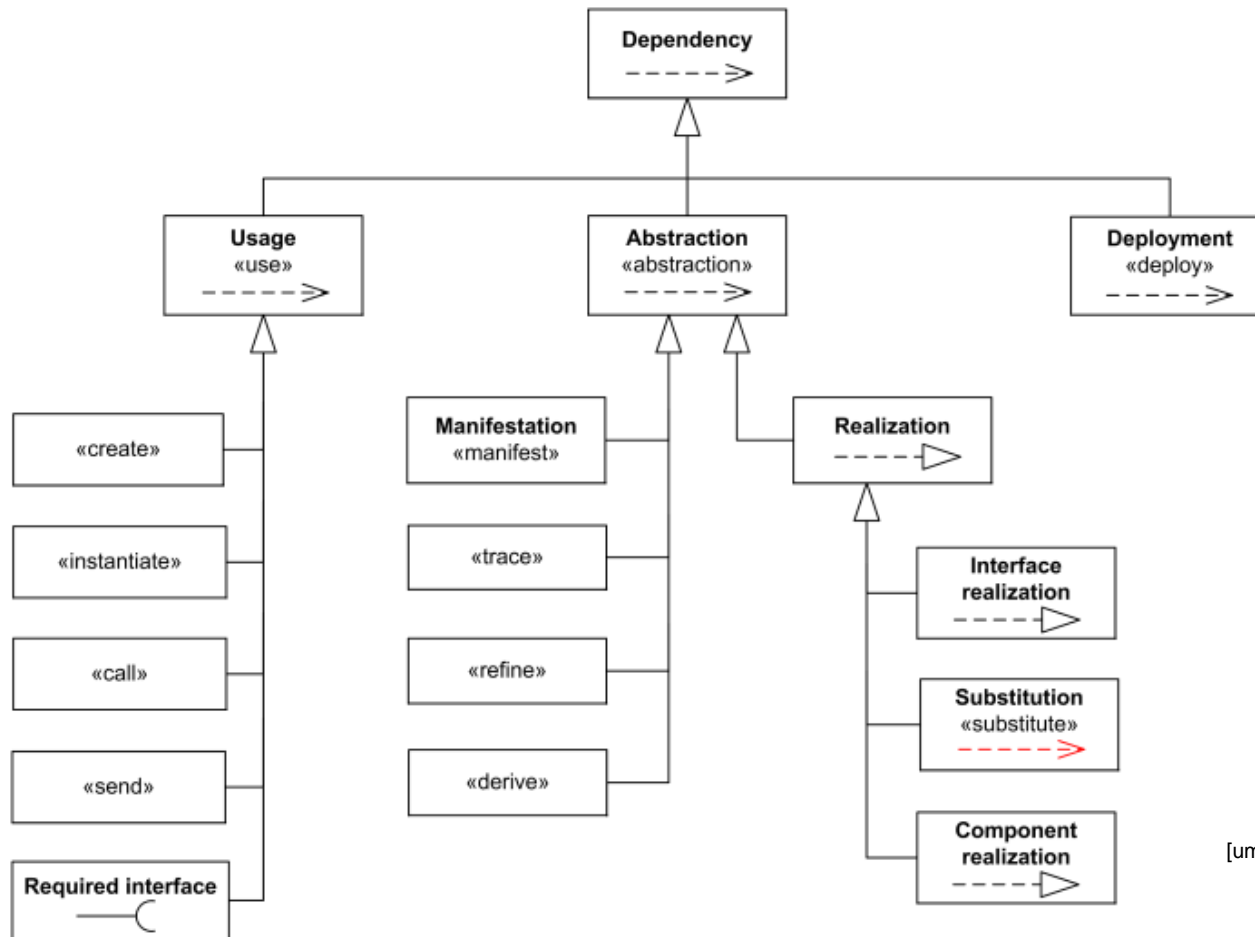 Dependency
Usage
«use»
Abstraction
«abstraction»
Deployment
«deploy»
«create»
«instantiate»
«call»
«send»
Required interface
Manifestation
«manifest»
«trace»
«refine»
«derive»
Realization
Interface
realization
Substitution
«substitute»
Component
realization
[um